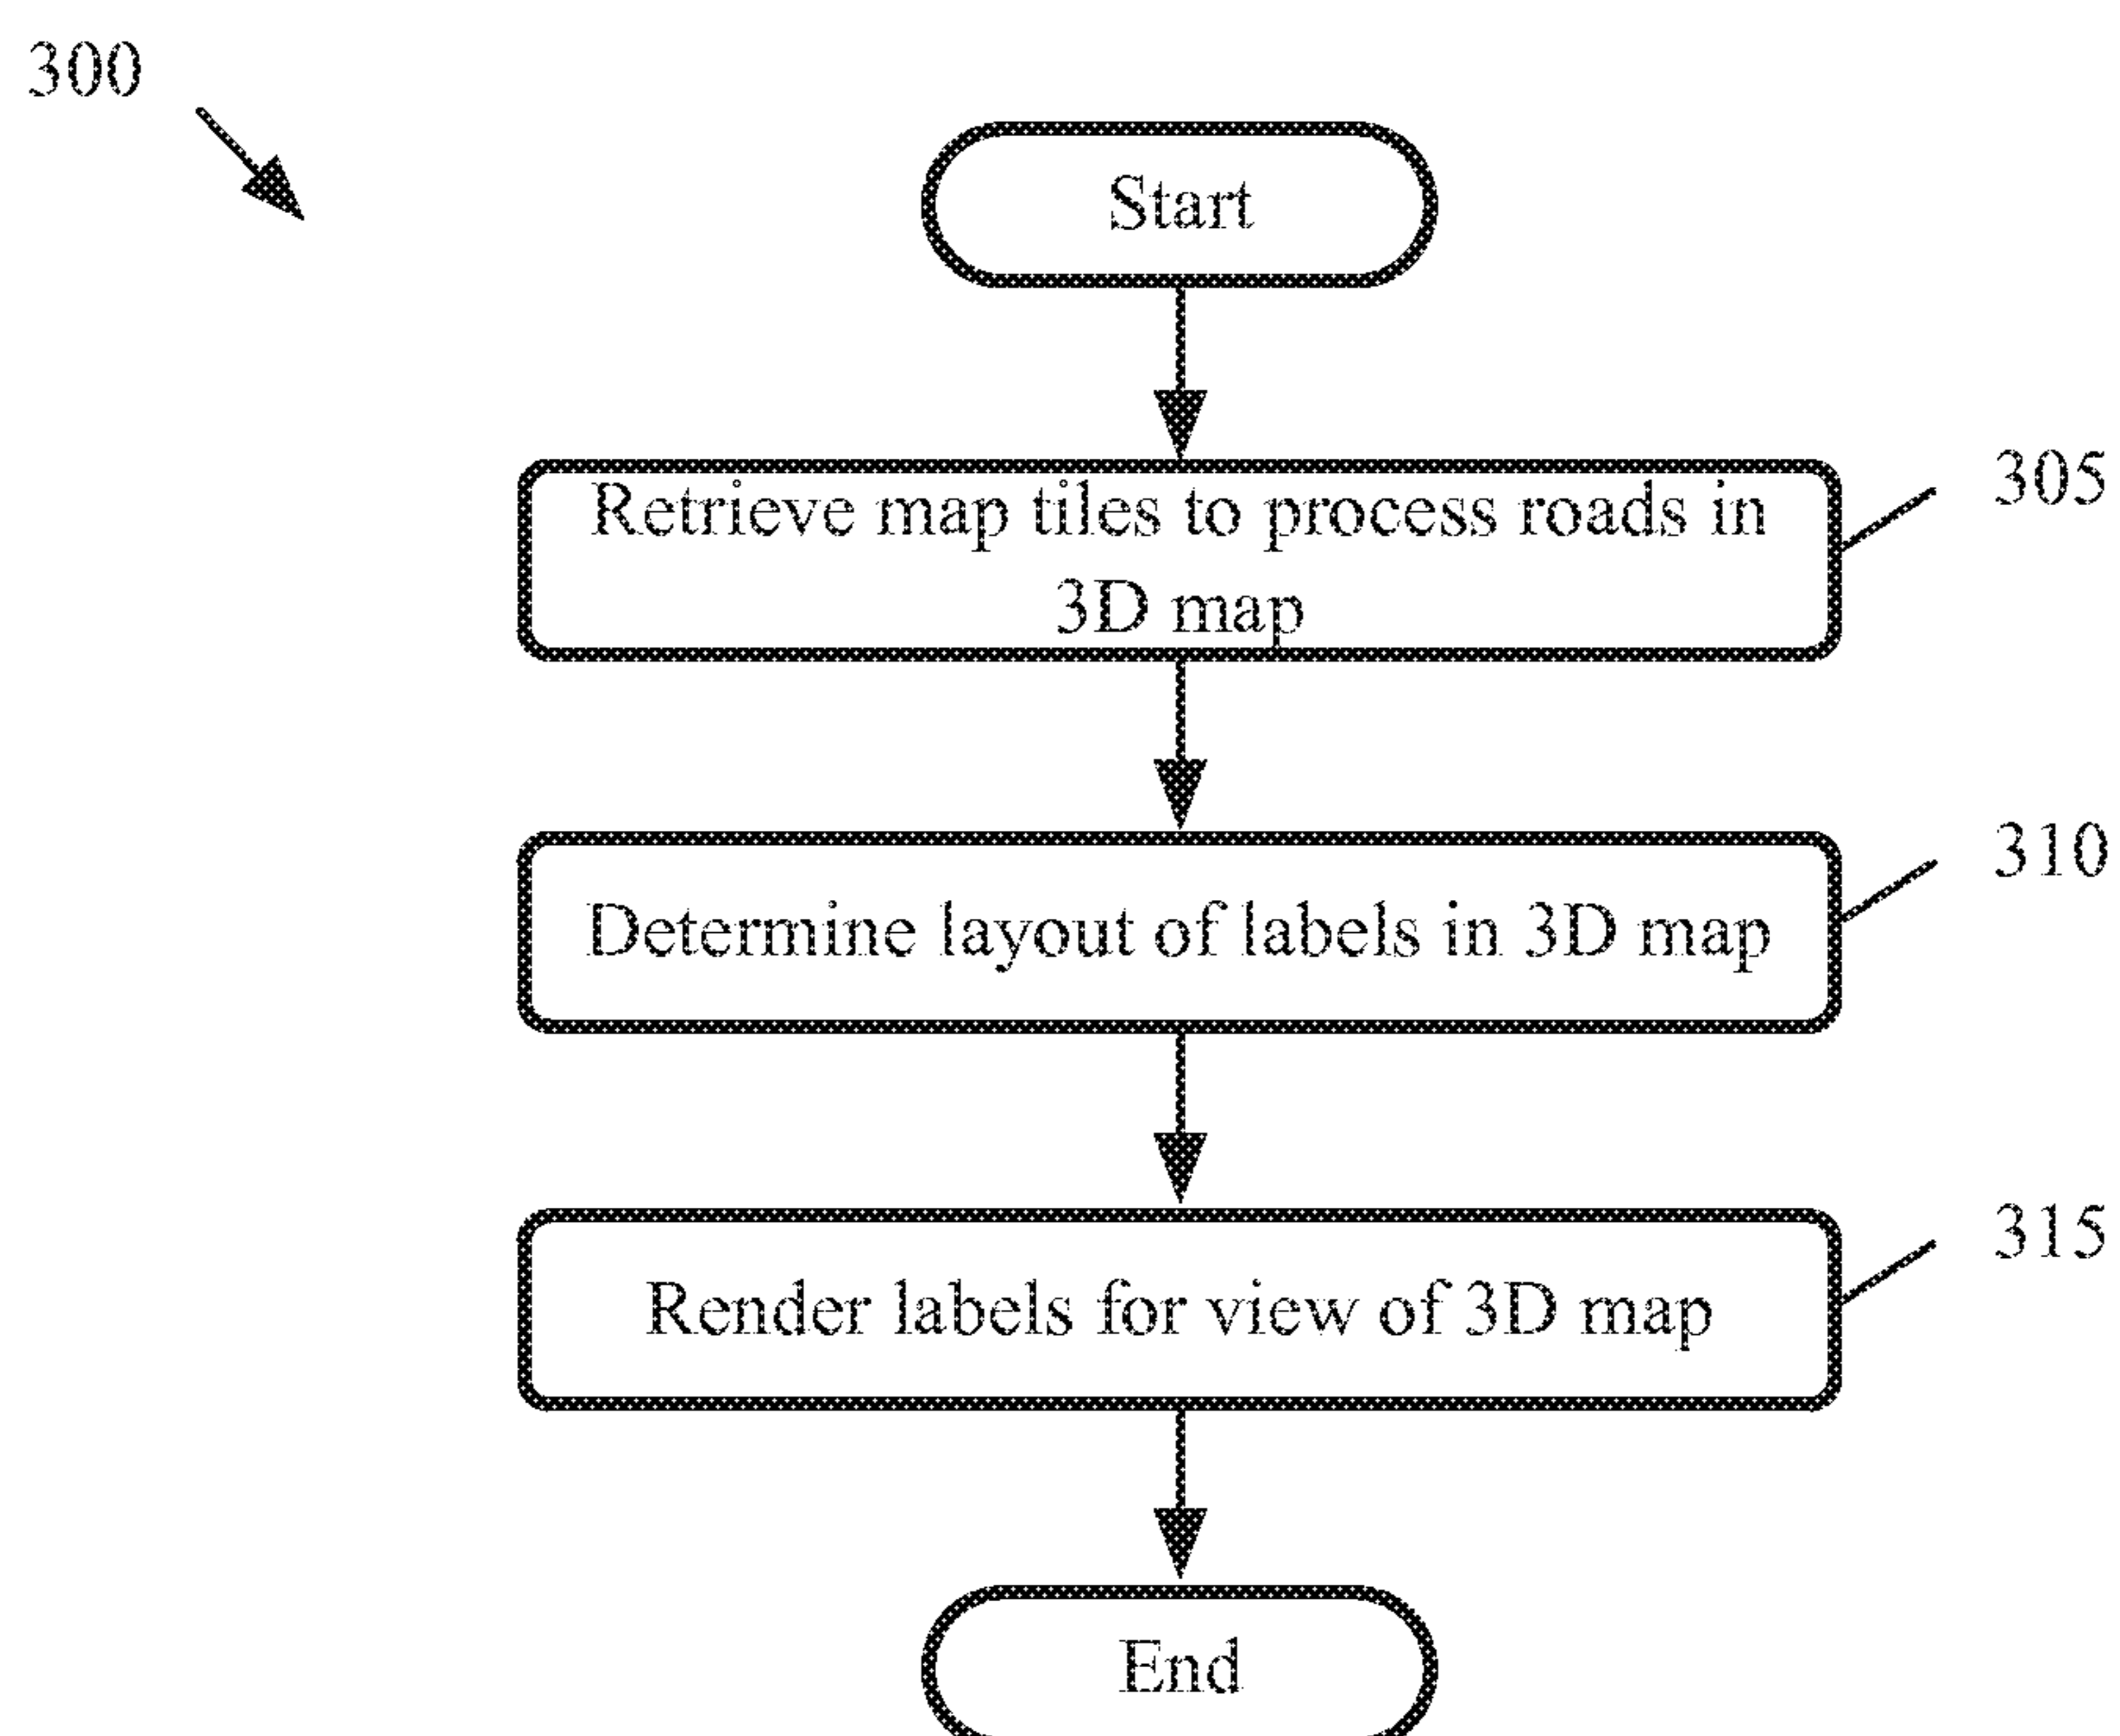 300
Start
Retrieve map tiles to process roads in
3D map
305
Determine layout of labels in 3D map
310
Render labels for view of 3D map
315
End